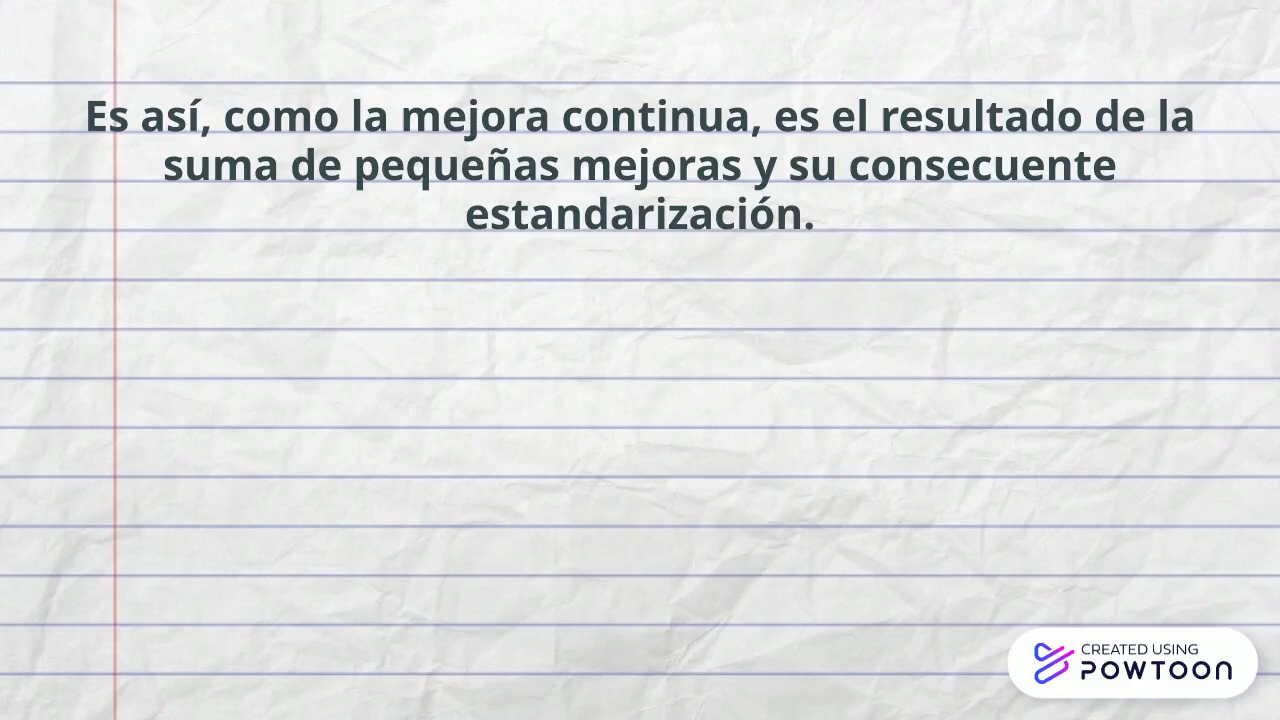 Es así, como la mejora continua, es el resultado de la
suma de pequeñas mejoras y su consecuente
estandarización.
CREATED USING
POWTOON